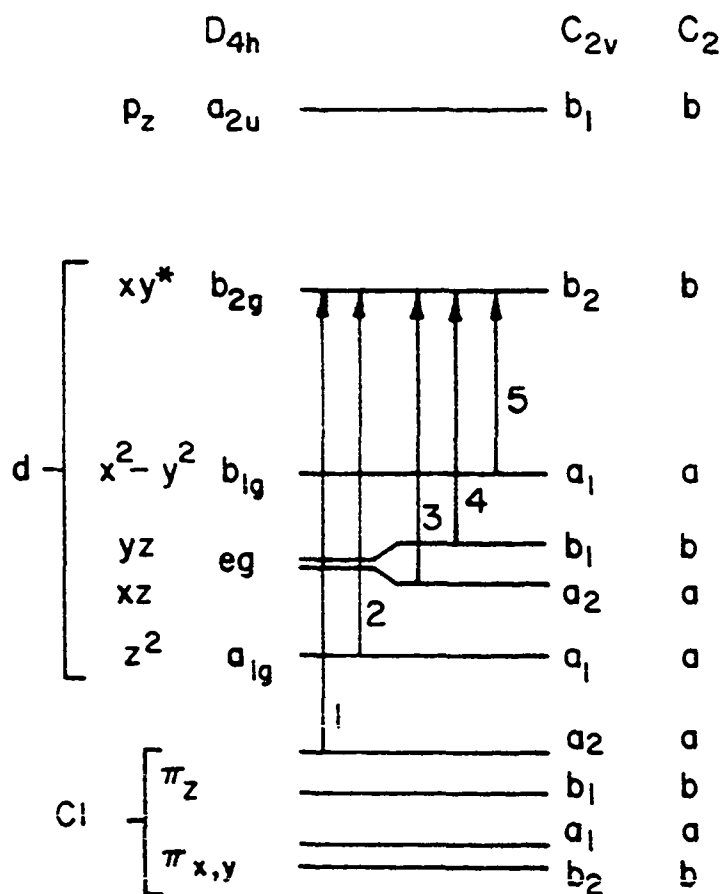 D4h C2v C2
pz a2u b1 b
xy* b2g b2 b
5
d x²-y² b1g a1 a
4
3
yz eg b1 b
xz a2 a
2
z² a1g a1 a
1
a2 a
πz b1 b
Cl
a1 a
πx,y b2 b